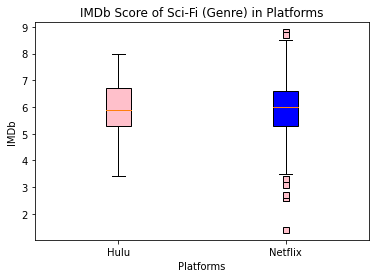 IMDb Score of Sci-Fi (Genre) in Platforms
9
8
7
6
5
4
3
2
IMDb
Hulu Netflix
Platforms